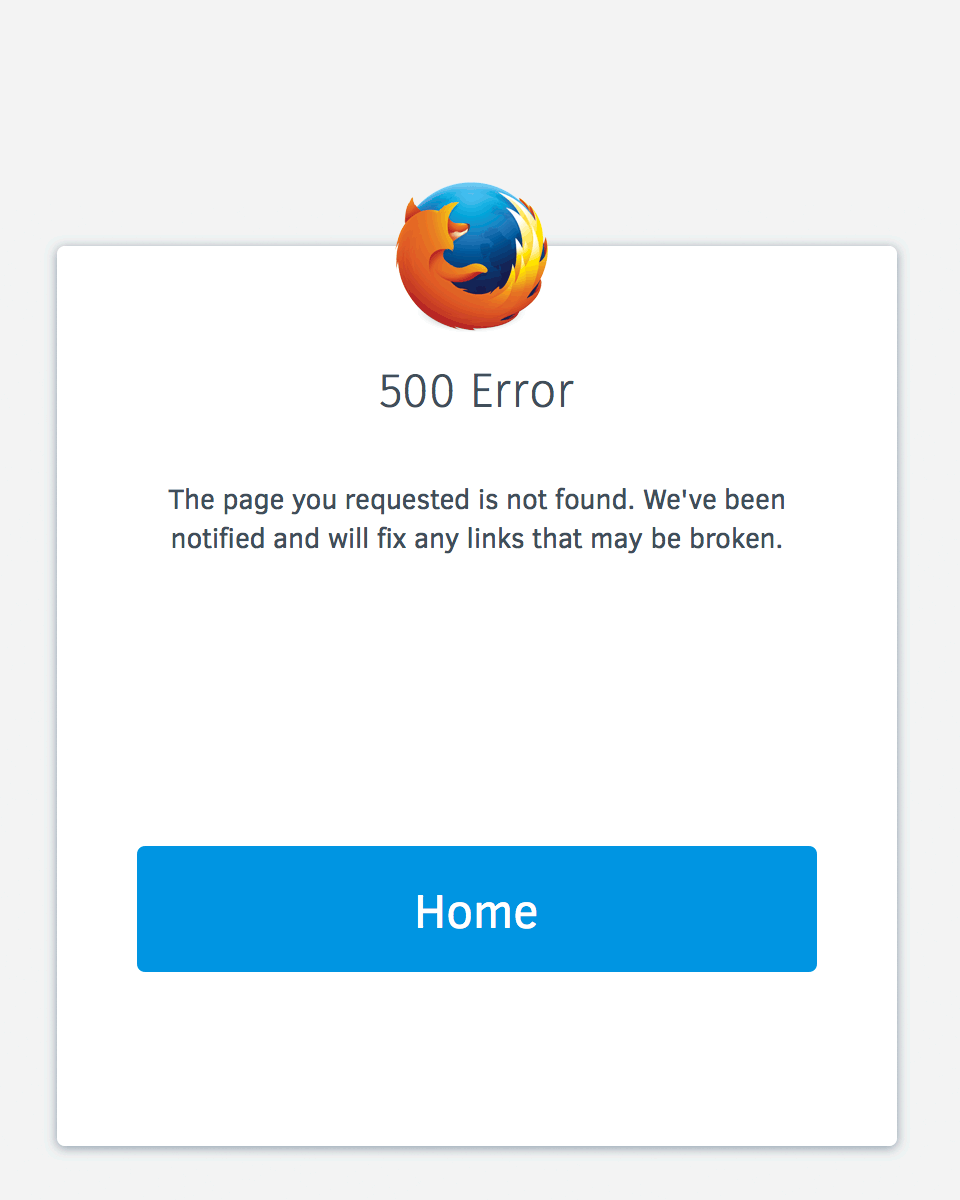 500 Error
The page you requested is not found. We've been
notified and will fix any links that may be broken.
Home